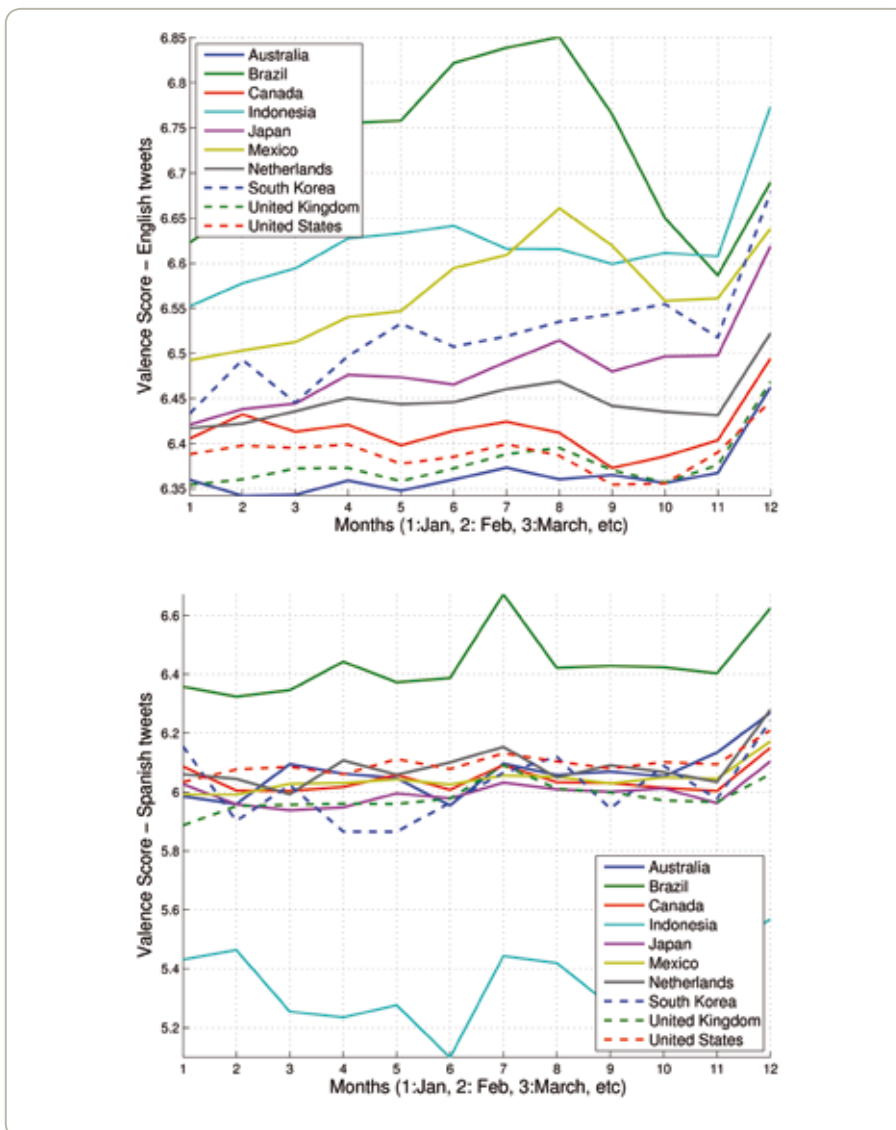 Valence Score – English tweets
6.85
6.8
6.75
6.7
6.65
6.6
6.55
6.5
6.45
6.4
6.35
Australia
Brazil
Canada
Indonesia
Japan
Mexico
Netherlands
South Korea
United Kingdom
United States
1 2 3 4 5 6 7 8 9 10 11 12
Months (1:Jan, 2: Feb, 3:March, etc)
Valence Score – Spanish tweets
6.6
6.4
6.2
6
5.8
5.6
5.4
5.2
Australia
Brazil
Canada
Indonesia
Japan
Mexico
Netherlands
South Korea
United Kingdom
United States
1 2 3 4 5 6 7 8 9 10 11 12
Months (1:Jan, 2: Feb, 3:March, etc)